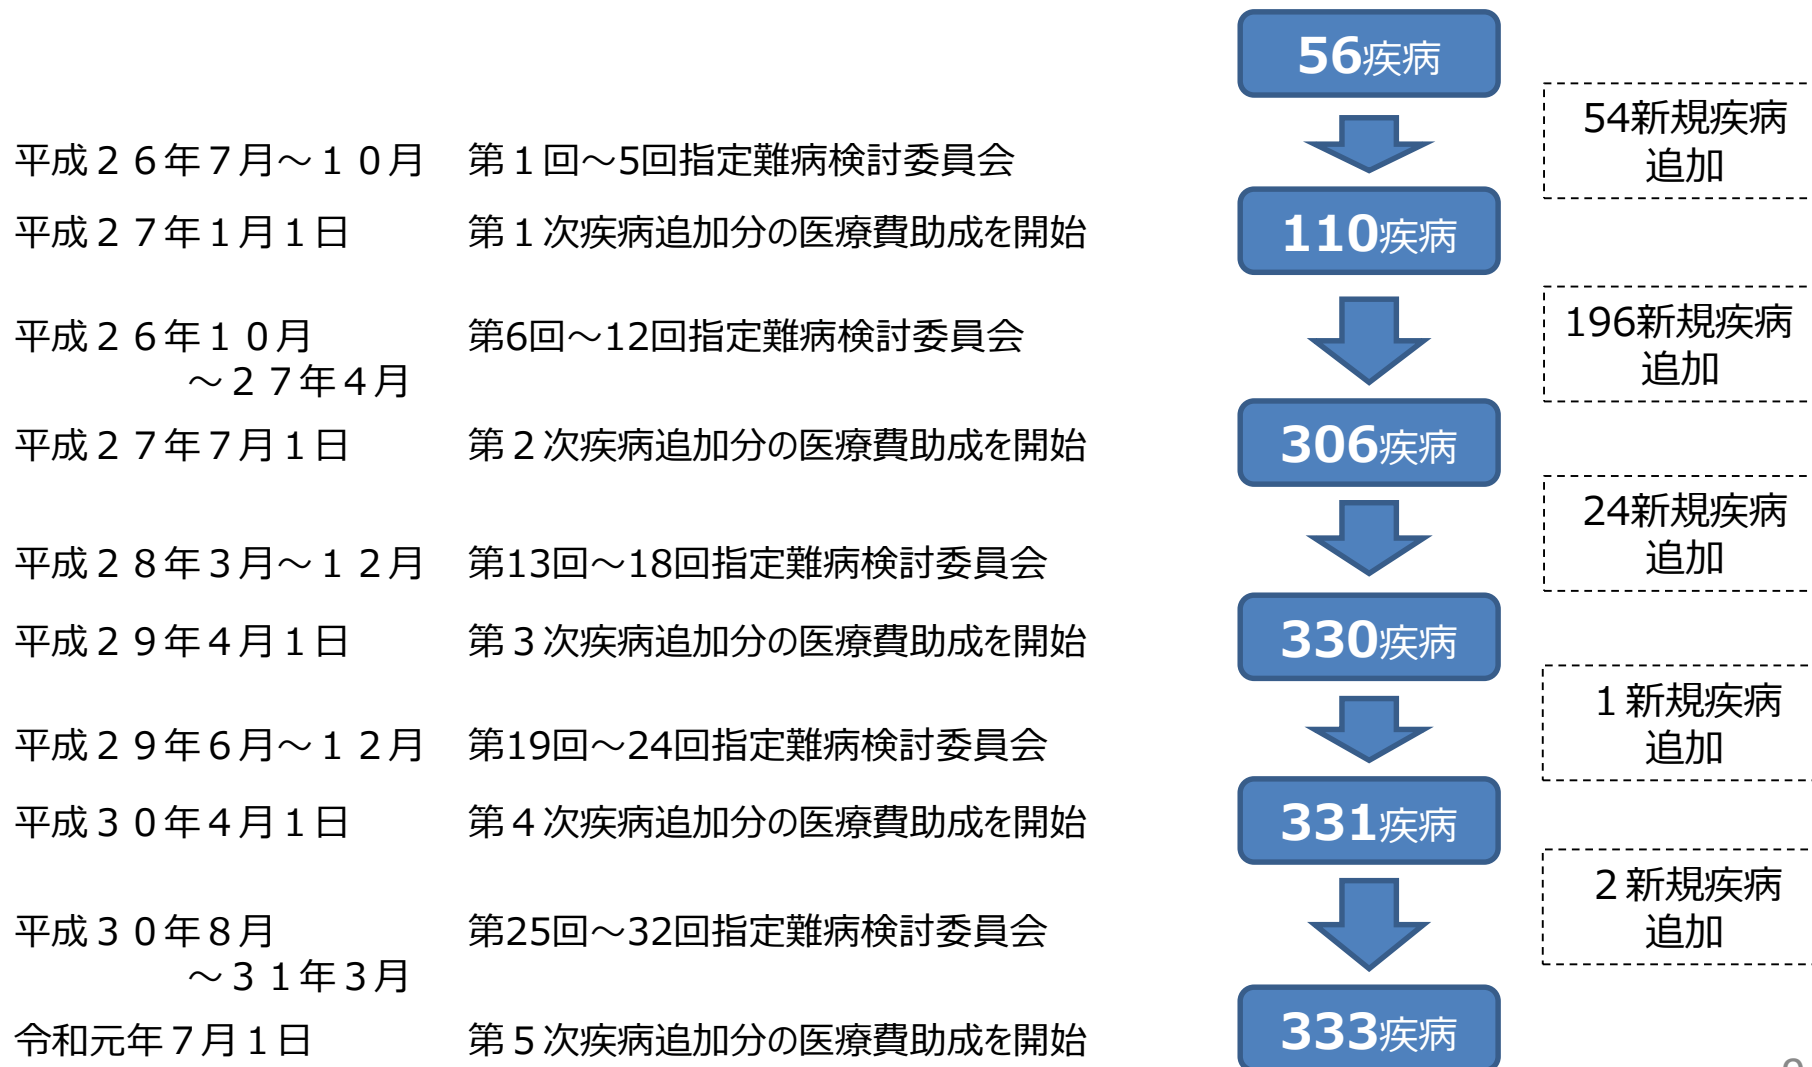 56疾病
54新規疾病
追加
平成２６年７月～１０月 第１回～5回指定難病検討委員会
平成２７年１月１日 第１次疾病追加分の医療費助成を開始
110疾病
196新規疾病
追加
平成２６年１０月 第6回～12回指定難病検討委員会
～２７年４月
平成２７年７月１日 第２次疾病追加分の医療費助成を開始
306疾病
24新規疾病
追加
平成２８年３月～１２月 第13回～18回指定難病検討委員会
平成２９年４月１日 第３次疾病追加分の医療費助成を開始
330疾病
１新規疾病
追加
平成２９年６月～１２月 第19回～24回指定難病検討委員会
平成３０年４月１日 第４次疾病追加分の医療費助成を開始
331疾病
２新規疾病
追加
平成３０年８月 第25回～32回指定難病検討委員会
～３１年３月
令和元年７月１日 第５次疾病追加分の医療費助成を開始
333疾病